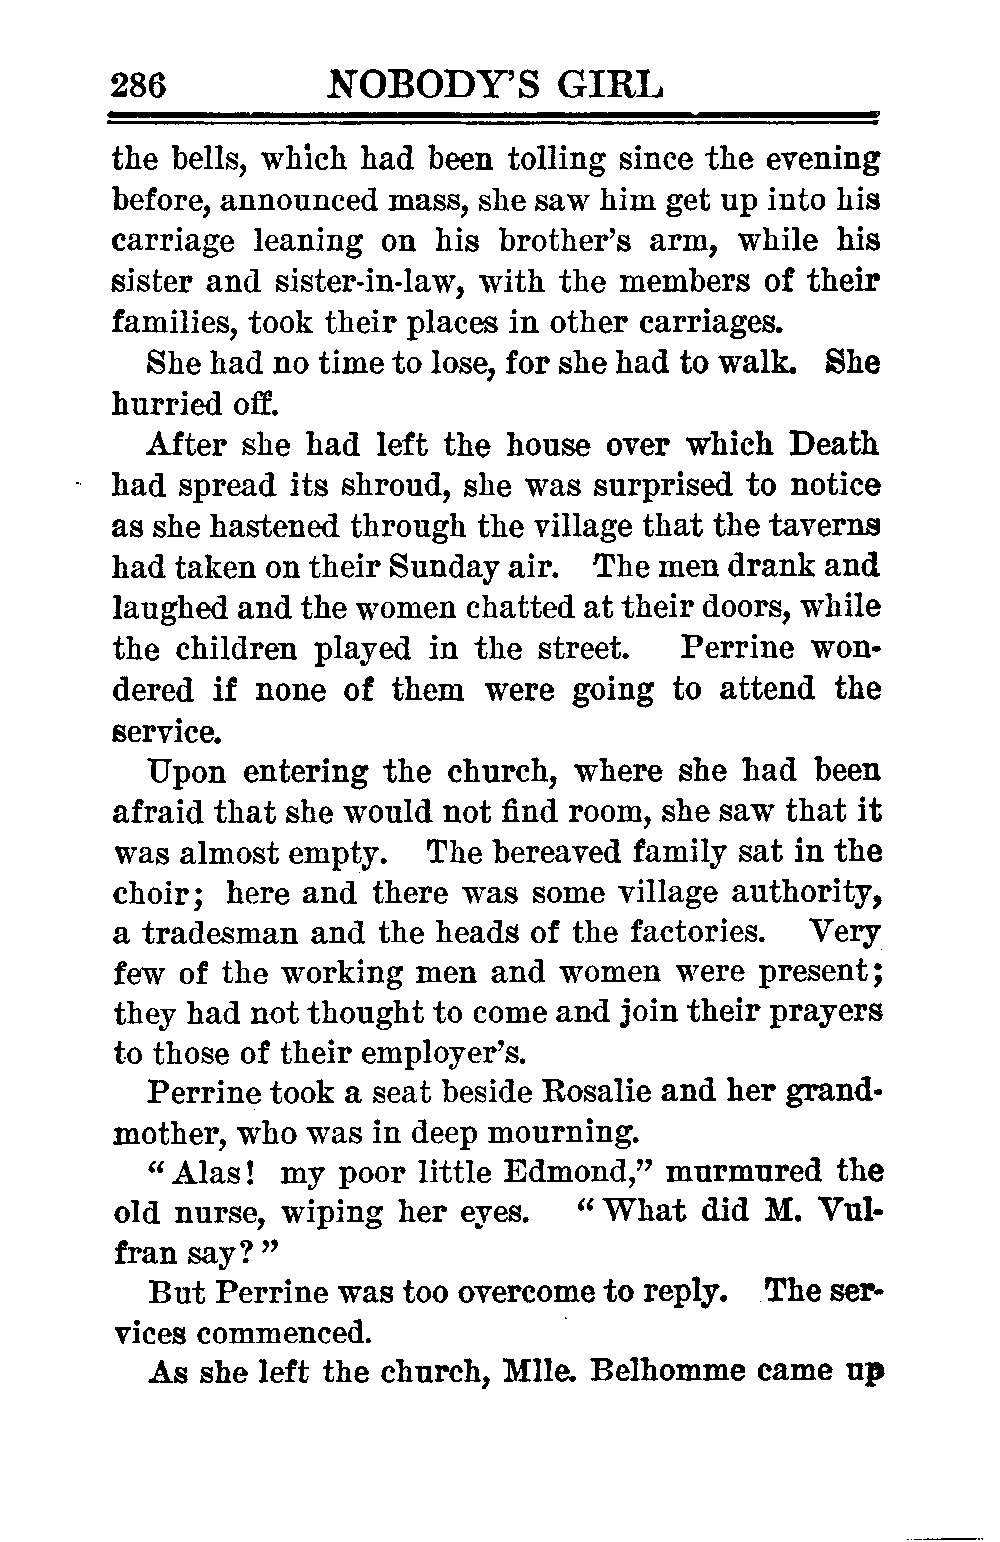 286 NOBODY'S GIRL
the bells, which had been tolling since the evening
before, announced mass, she saw him get up into his
carriage leaning on his brother's arm, while his
sister and sister-in-law, with the members of their
families, took their places in other carriages.
She had no time to lose, for she had to walk. She
hurried off.
After she had left the house over which Death
had spread its shroud, she was surprised to notice
as she hastened through the village that the taverns
had taken on their Sunday air. The men drank and
laughed and the women chatted at their doors, while
the children played in the street. Perrine won-
dered if none of them were going to attend the
service.
Upon entering the church, where she had been
afraid that she would not find room, she saw that it
was almost empty. The bereaved family sat in the
choir; here and there was some village authority,
a tradesman and the heads of the factories. Very
few of the working men and women were present;
they had not thought to come and join their prayers
to those of their employer's.
Perrine took a seat beside Rosalie and her grand-
mother, who was in deep mourning.
"Alas! my poor little Edmond," murmured the
old nurse, wiping her eyes. "What did M. Vul-
fran say?"
But Perrine was too overcome to reply. The ser-
vices commenced.
As she left the church, Mlle. Belhomme came up